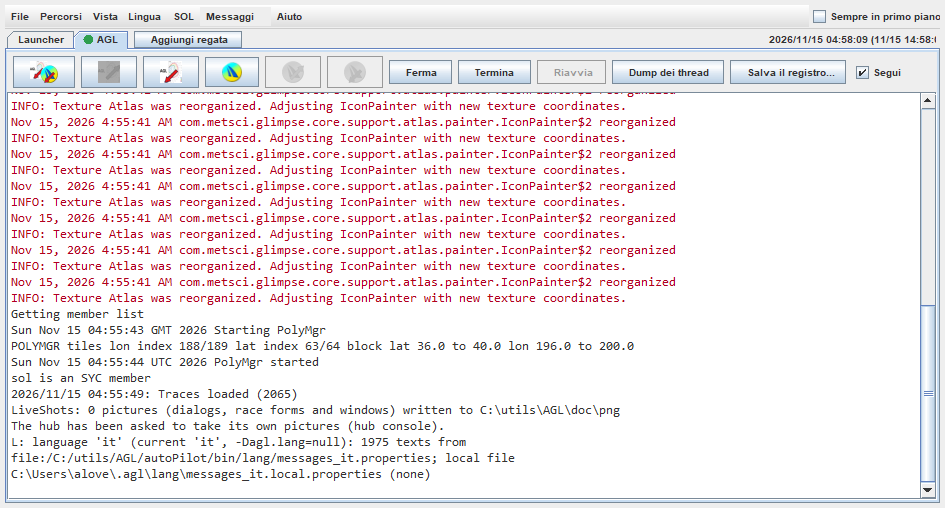 File Percorsi Vista Lingua SOL Messaggi Aiuto Sempre in primo piano
Launcher AGL Aggiungi regata 2026/11/15 04:58:09 (11/15 14:58:
Ferma Termina Riavvia Dump dei thread Salva il registro... Segui
INFO: Texture Atlas was reorganized. Adjusting IconPainter with new texture coordinates.
Nov 15, 2026 4:55:41 AM com.metsci.glimpse.core.support.atlas.painter.IconPainter$2 reorganized
INFO: Texture Atlas was reorganized. Adjusting IconPainter with new texture coordinates.
Nov 15, 2026 4:55:41 AM com.metsci.glimpse.core.support.atlas.painter.IconPainter$2 reorganized
INFO: Texture Atlas was reorganized. Adjusting IconPainter with new texture coordinates.
Nov 15, 2026 4:55:41 AM com.metsci.glimpse.core.support.atlas.painter.IconPainter$2 reorganized
INFO: Texture Atlas was reorganized. Adjusting IconPainter with new texture coordinates.
Nov 15, 2026 4:55:41 AM com.metsci.glimpse.core.support.atlas.painter.IconPainter$2 reorganized
INFO: Texture Atlas was reorganized. Adjusting IconPainter with new texture coordinates.
Nov 15, 2026 4:55:41 AM com.metsci.glimpse.core.support.atlas.painter.IconPainter$2 reorganized
INFO: Texture Atlas was reorganized. Adjusting IconPainter with new texture coordinates.
Nov 15, 2026 4:55:41 AM com.metsci.glimpse.core.support.atlas.painter.IconPainter$2 reorganized
INFO: Texture Atlas was reorganized. Adjusting IconPainter with new texture coordinates.
Getting member list
Sun Nov 15 04:55:43 GMT 2026 Starting PolyMgr
POLYMGR tiles lon index 188/189 lat index 63/64 block lat 36.0 to 40.0 lon 196.0 to 200.0
Sun Nov 15 04:55:44 UTC 2026 PolyMgr started
sol is an SYC member
2026/11/15 04:55:49: Traces loaded (2065)
LiveShots: 0 pictures (dialogs, race forms and windows) written to C:\utils\AGL\doc\png
The hub has been asked to take its own pictures (hub console).
L: language 'it' (current 'it', -Dagl.lang=null): 1975 texts from
file:/C:/utils/AGL/autoPilot/bin/lang/messages_it.properties; local file
C:\Users\alove\.agl\lang\messages_it.local.properties (none)